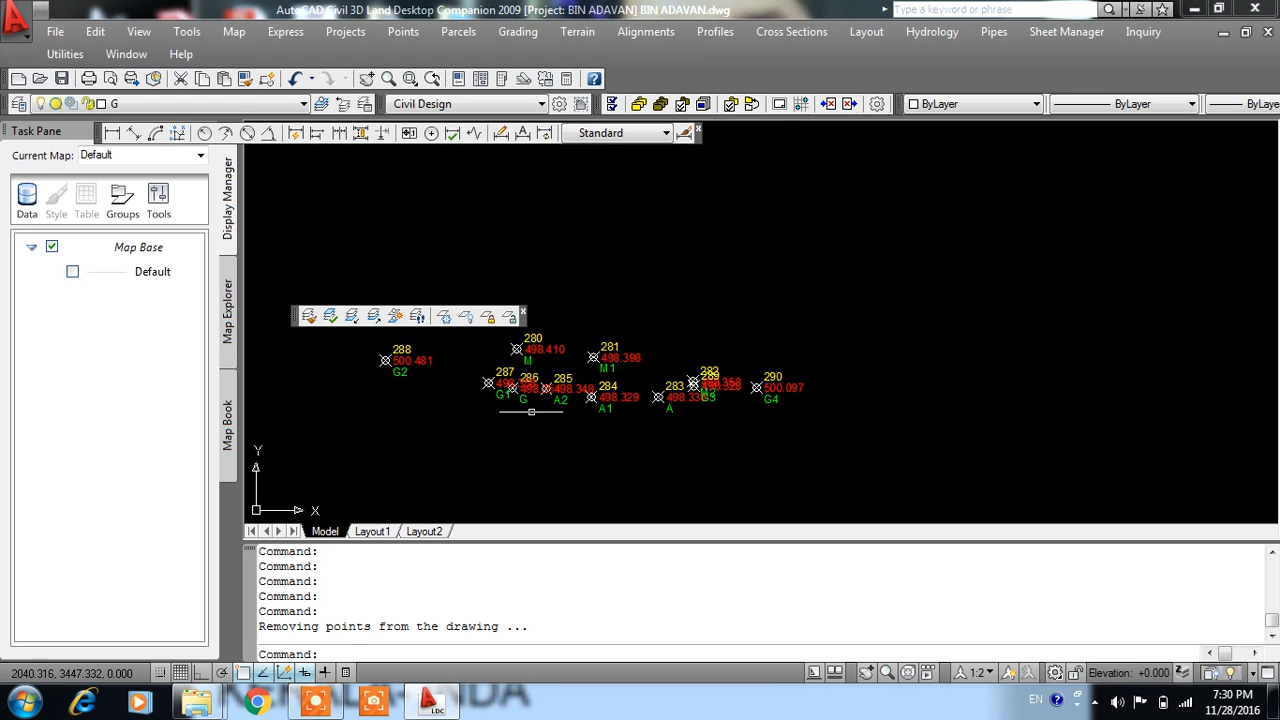 AutoCAD Civil 3D Land Desktop Companion 2009 [Project: BIN ADAVAN] BIN ADAVAN.dwg
Type a keyword or phrase
File Edit View Tools Map Express Projects Points Parcels Grading Terrain Alignments Profiles Cross Sections Layout Hydrology Pipes Sheet Manager Inquiry
Utilities Window Help
G Civil Design ByLayer ByLayer ByLay
Task Pane Standard
Current Map: Default
Data Style Table Groups Tools
Map Base
Default
Display Manager
Map Explorer
Map Book
288
500.481
G2
280
498.410
M
281
498.398
M1
287
G1
286
G
285
498.348
A2
284
498.329
A1
283
A
290
500.097
G4
Y
X
Model Layout1 Layout2
Command:
Command:
Command:
Command:
Command:
Removing points from the drawing ...
Command:
2040.316, 3447.332, 0.000 1:2 Elevation: +0.000
LDC
EN 7:30 PM
11/28/2016